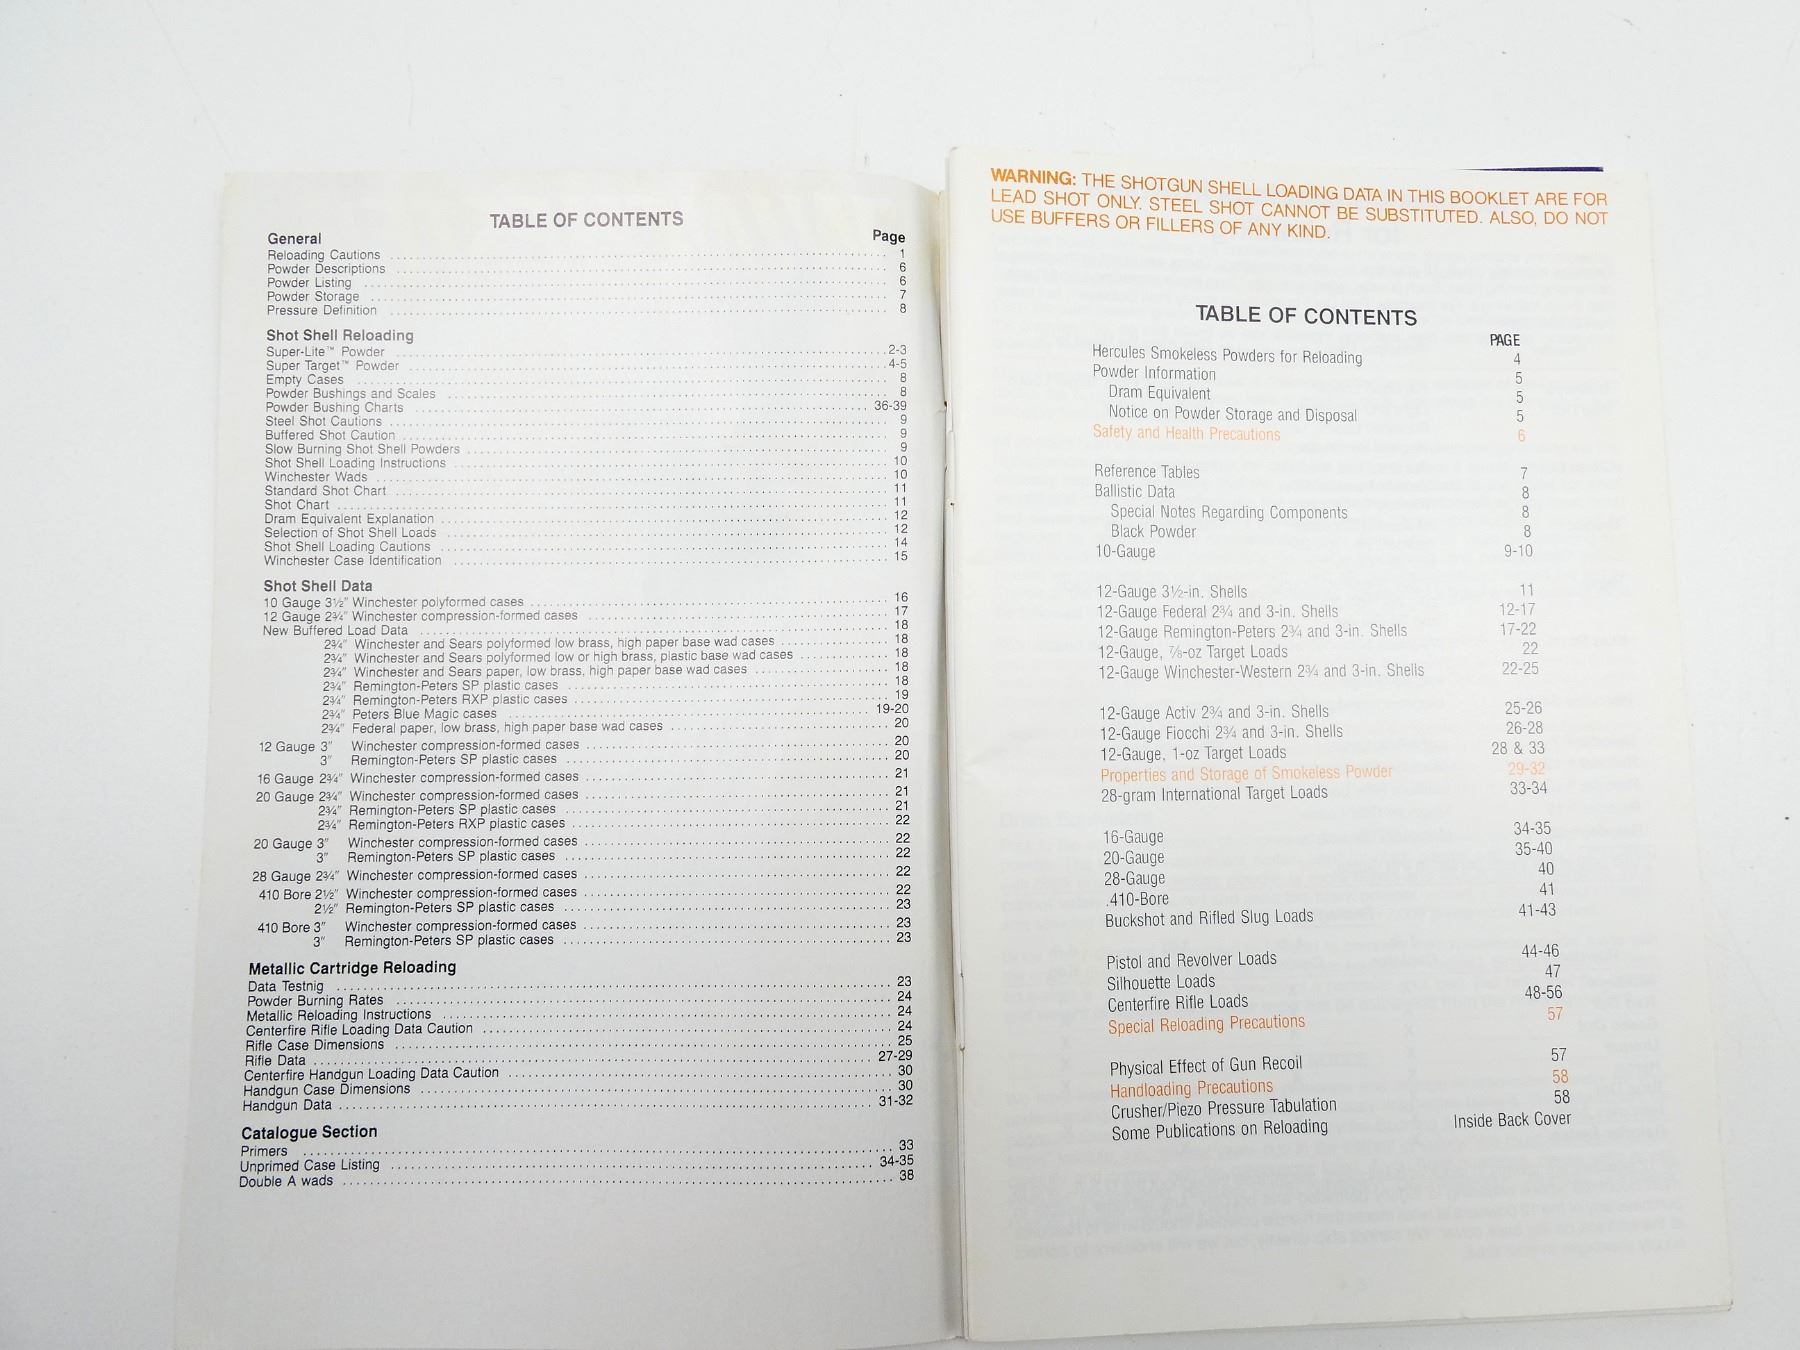 TABLE OF CONTENTS
General Page
Reloading Cautions 1
Powder Descriptions 6
Powder Listing 6
Powder Storage 7
Pressure Definition 8
Shot Shell Reloading
Super-Lite™ Powder 2-3
Super Target™ Powder 4-5
Empty Cases 8
Powder Bushings and Scales 8
Powder Bushing Charts 36-39
Steel Shot Cautions 9
Buffered Shot Caution 9
Slow Burning Shot Shell Powders 9
Shot Shell Loading Instructions 10
Winchester Wads 10
Standard Shot Chart 11
Shot Chart 11
Dram Equivalent Explanation 12
Selection of Shot Shell Loads 12
Shot Shell Loading Cautions 14
Winchester Case Identification 15
Shot Shell Data
10 Gauge 3½" Winchester polyformed cases 16
12 Gauge 2¾" Winchester compression-formed cases 17
New Buffered Load Data 18
2¾" Winchester and Sears polyformed low brass, high paper base wad cases 18
2¾" Winchester and Sears polyformed low or high brass, plastic base wad cases 18
2¾" Winchester and Sears paper, low brass, high paper base wad cases 18
2¾" Remington-Peters SP plastic cases 18
2¾" Remington-Peters RXP plastic cases 19
2¾" Peters Blue Magic cases 19-20
2¾" Federal paper, low brass, high paper base wad cases 20
12 Gauge 3" Winchester compression-formed cases 20
3" Remington-Peters SP plastic cases 20
16 Gauge 2¾" Winchester compression-formed cases 21
20 Gauge 2¾" Winchester compression-formed cases 21
2¾" Remington-Peters SP plastic cases 21
2¾" Remington-Peters RXP plastic cases 22
20 Gauge 3" Winchester compression-formed cases 22
3" Remington-Peters SP plastic cases 22
28 Gauge 2¾" Winchester compression-formed cases 22
410 Bore 2½" Winchester compression-formed cases 22
2½" Remington-Peters SP plastic cases 23
410 Bore 3" Winchester compression-formed cases 23
3" Remington-Peters SP plastic cases 23
Metallic Cartridge Reloading
Data Testnig 23
Powder Burning Rates 24
Metallic Reloading Instructions 24
Centerfire Rifle Loading Data Caution 24
Rifle Case Dimensions 25
Rifle Data 27-29
Centerfire Handgun Loading Data Caution 30
Handgun Case Dimensions 30
Handgun Data 31-32
Catalogue Section
Primers 33
Unprimed Case Listing 34-35
Double A wads 38
WARNING: THE SHOTGUN SHELL LOADING DATA IN THIS BOOKLET ARE FOR
LEAD SHOT ONLY. STEEL SHOT CANNOT BE SUBSTITUTED. ALSO, DO NOT
USE BUFFERS OR FILLERS OF ANY KIND.
TABLE OF CONTENTS
PAGE
Hercules Smokeless Powders for Reloading 4
Powder Information 5
Dram Equivalent 5
Notice on Powder Storage and Disposal 5
Safety and Health Precautions 6
Reference Tables 7
Ballistic Data 8
Special Notes Regarding Components 8
Black Powder 8
10-Gauge 9-10
12-Gauge 3½-in. Shells 11
12-Gauge Federal 2¾ and 3-in. Shells 12-17
12-Gauge Remington-Peters 2¾ and 3-in. Shells 17-22
12-Gauge, ⅞-oz Target Loads 22
12-Gauge Winchester-Western 2¾ and 3-in. Shells 22-25
12-Gauge Activ 2¾ and 3-in. Shells 25-26
12-Gauge Fiocchi 2¾ and 3-in. Shells 26-28
12-Gauge, 1-oz Target Loads 28 & 33
Properties and Storage of Smokeless Powder 29-32
28-gram International Target Loads 33-34
16-Gauge 34-35
20-Gauge 35-40
28-Gauge 40
.410-Bore 41
Buckshot and Rifled Slug Loads 41-43
Pistol and Revolver Loads 44-46
Silhouette Loads 47
Centerfire Rifle Loads 48-56
Special Reloading Precautions 57
Physical Effect of Gun Recoil 57
Handloading Precautions 58
Crusher/Piezo Pressure Tabulation 58
Some Publications on Reloading Inside Back Cover